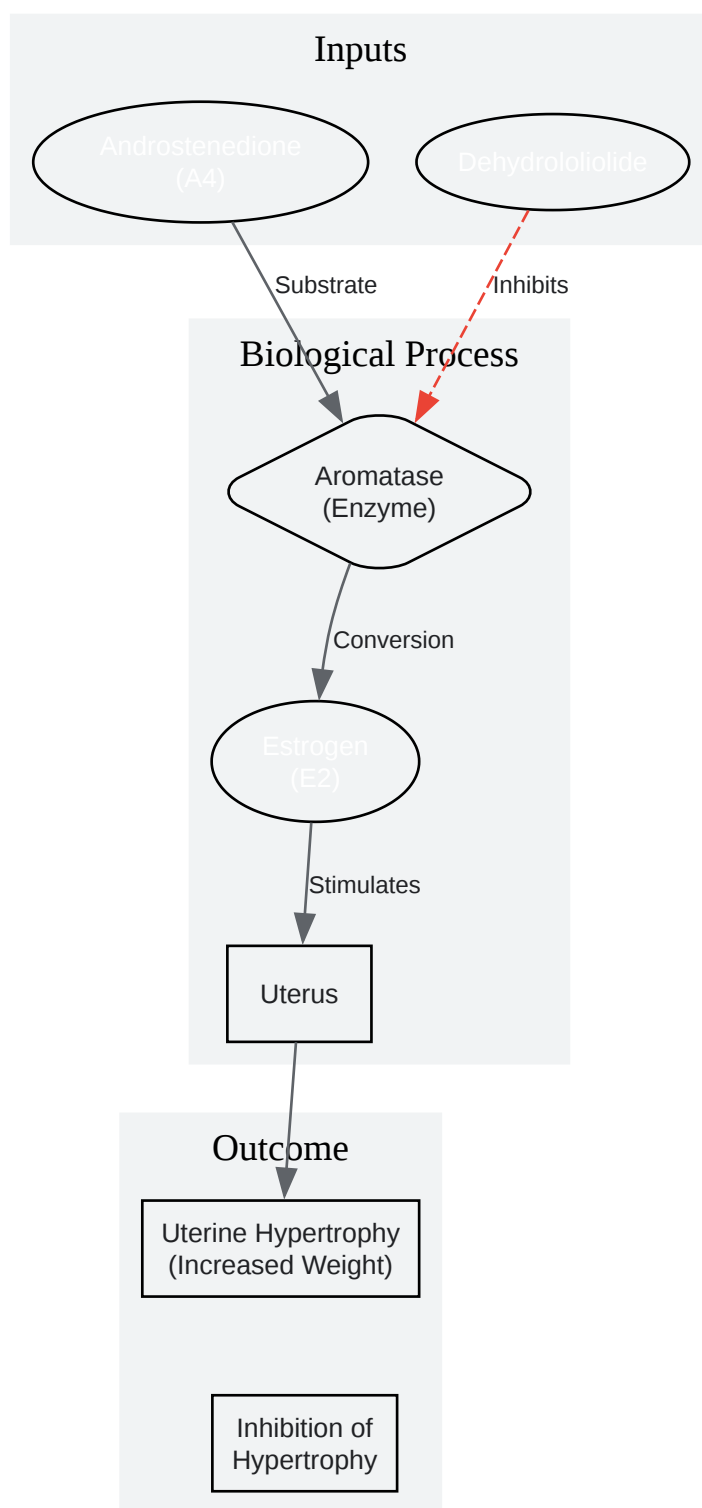 Inputs
Androstenedione
(A4)
Dehydrololiolide
Substrate
Inhibits
Biological Process
Aromatase
(Enzyme)
Conversion
Estrogen
(E2)
Stimulates
Uterus
Outcome
Uterine Hypertrophy
(Increased Weight)
Inhibition of
Hypertrophy